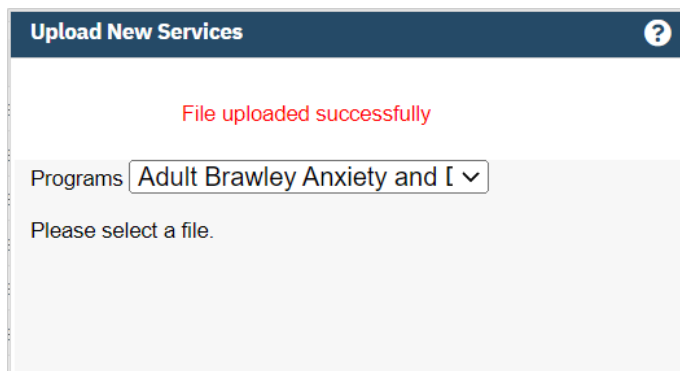 Upload New Services
?
File uploaded successfully
Programs Adult Brawley Anxiety and
Please select a file.